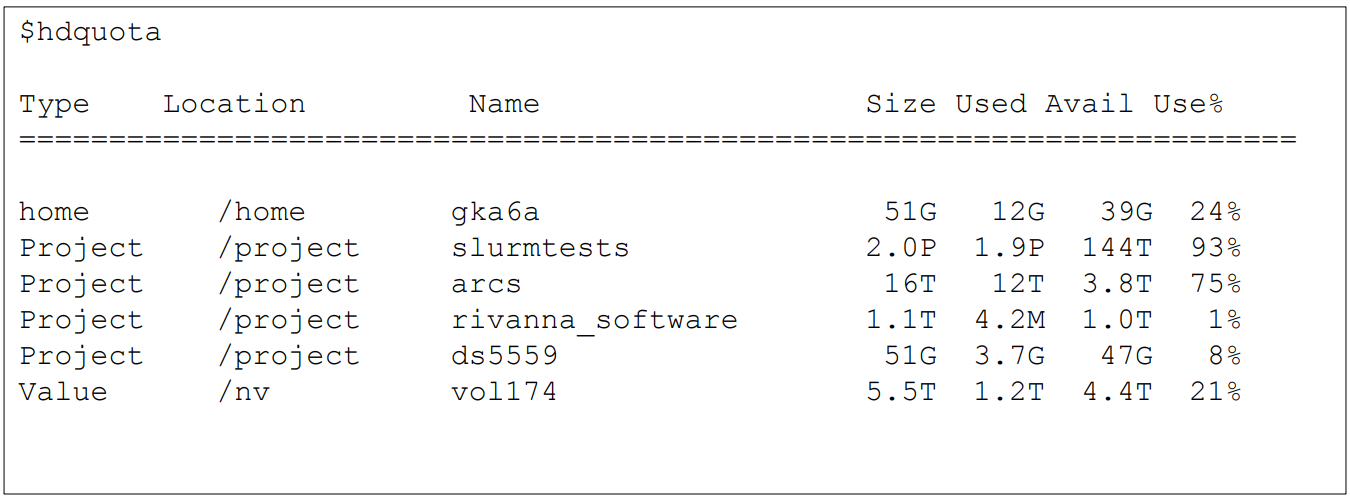 $hdquota
Type Location Name Size Used Avail Use%
=======================================================================
home /home gka6a 51G 12G 39G 24%
Project /project slurmtests 2.0P 1.9P 144T 93%
Project /project arcs 16T 12T 3.8T 75%
Project /project rivanna_software 1.1T 4.2M 1.0T 1%
Project /project ds5559 51G 3.7G 47G 8%
Value /nv vol174 5.5T 1.2T 4.4T 21%